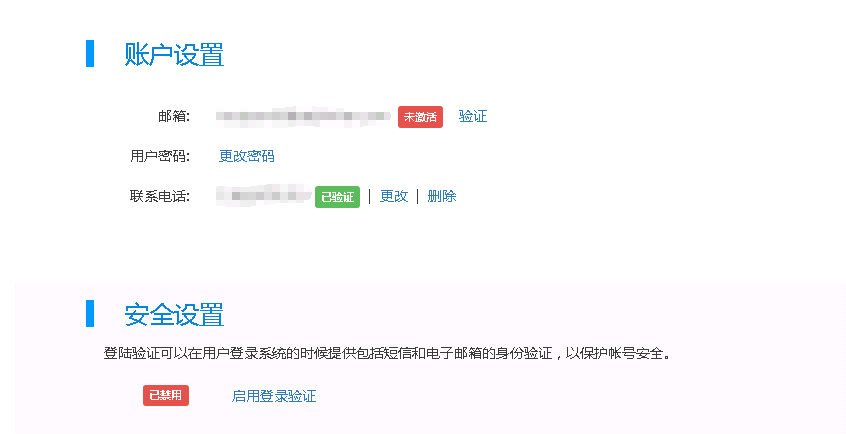 账户设置
邮箱: 未激活 验证
用户密码: 更改密码
联系电话: 已验证 | 更改 | 删除
安全设置
登陆验证可以在用户登录系统的时候提供包括短信和电子邮箱的身份验证，以保护帐号安全。
已禁用 启用登录验证